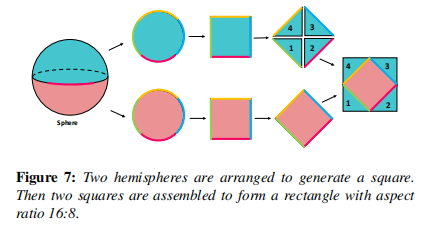 4 3
1 2
4 3
1 2
Sphere
Figure 7: Two hemispheres are arranged to generate a square.
Then two squares are assembled to form a rectangle with aspect
ratio 16:8.